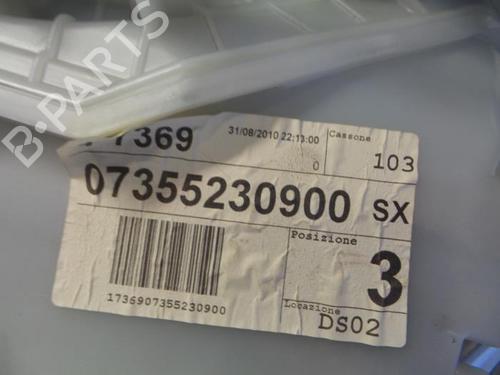 B-PARTS
31/08/2010 22:13:00
Cassone
7369
0
103
07355230900 SX
Posizione
3
1736907355230900
Locazione
DS02